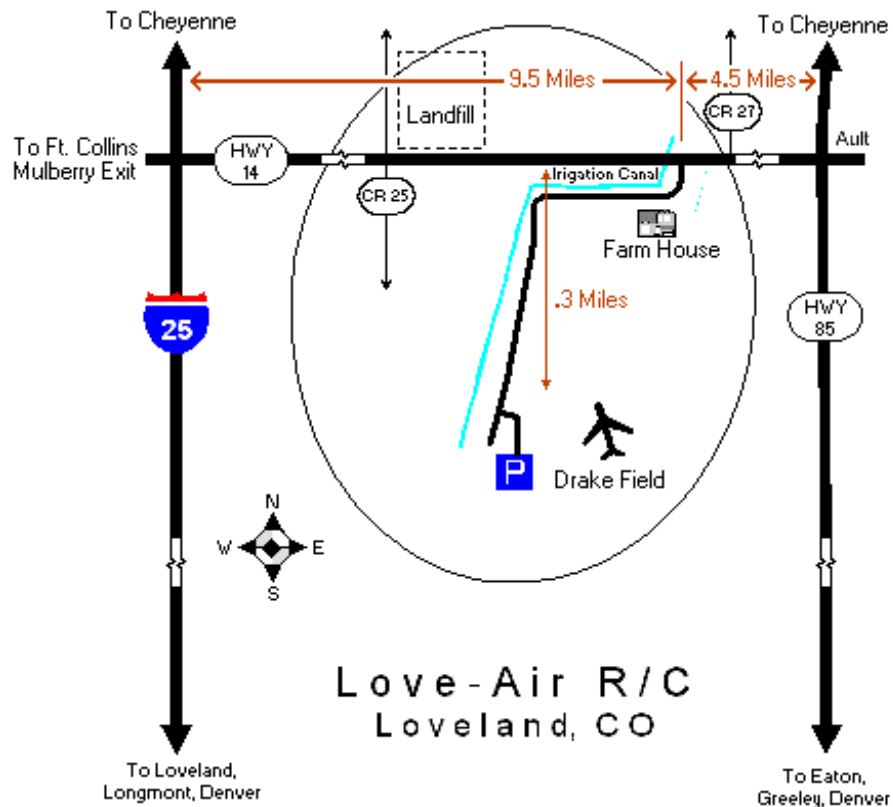 To Cheyenne
To Cheyenne
9.5 Miles
4.5 Miles
CR 27
Landfill
To Ft. Collins
Mulberry Exit
HWY
14
Ault
Irrigation Canal
CR 25
Farm House
.3 Miles
25
HWY
85
P
Drake Field
N
W
E
S
Love-Air R/C
Loveland, CO
To Loveland,
Longmont, Denver
To Eaton,
Greeley, Denver